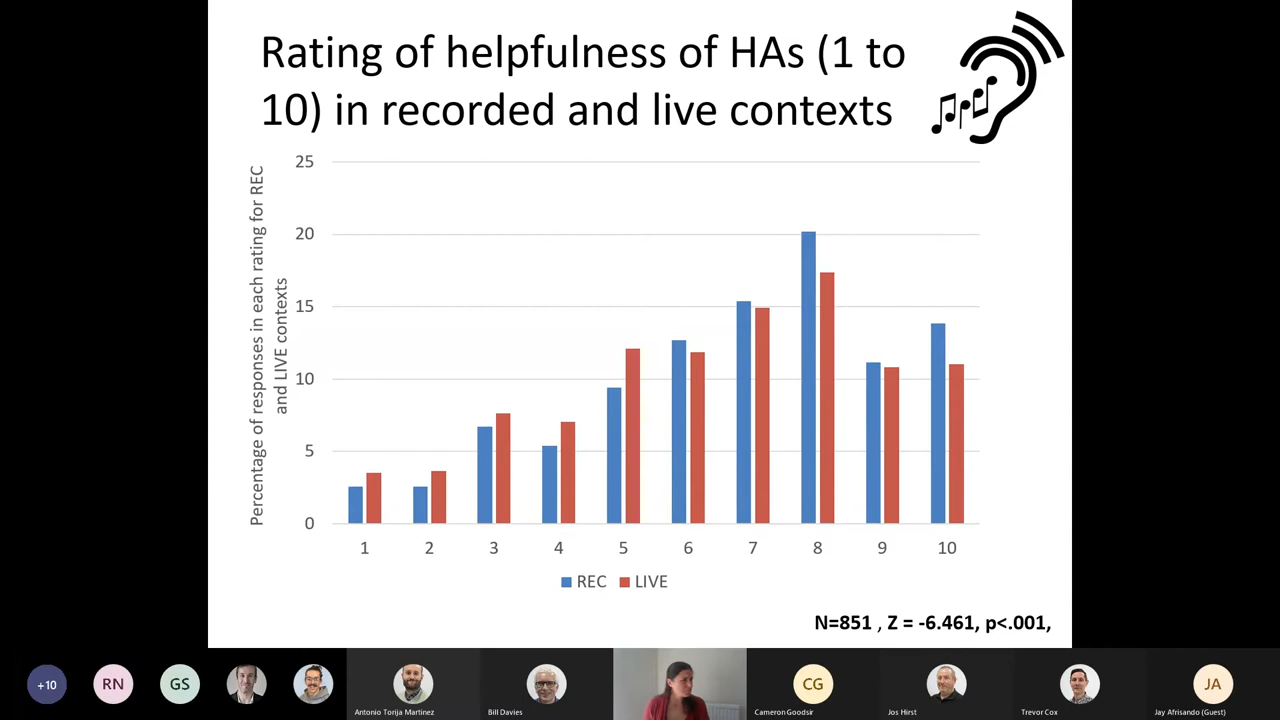 Rating of helpfulness of HAs (1 to
10) in recorded and live contexts
Percentage of responses in each rating for REC
and LIVE contexts
25
20
15
10
5
0
1 2 3 4 5 6 7 8 9 10
REC LIVE
N=851 , Z = -6.461, p<.001,
+10
RN
GS
Antonio Torija Martinez
Bill Davies
CG
Cameron Goodsir
Jos Hirst
Trevor Cox
JA
Jay Afrisando (Guest)